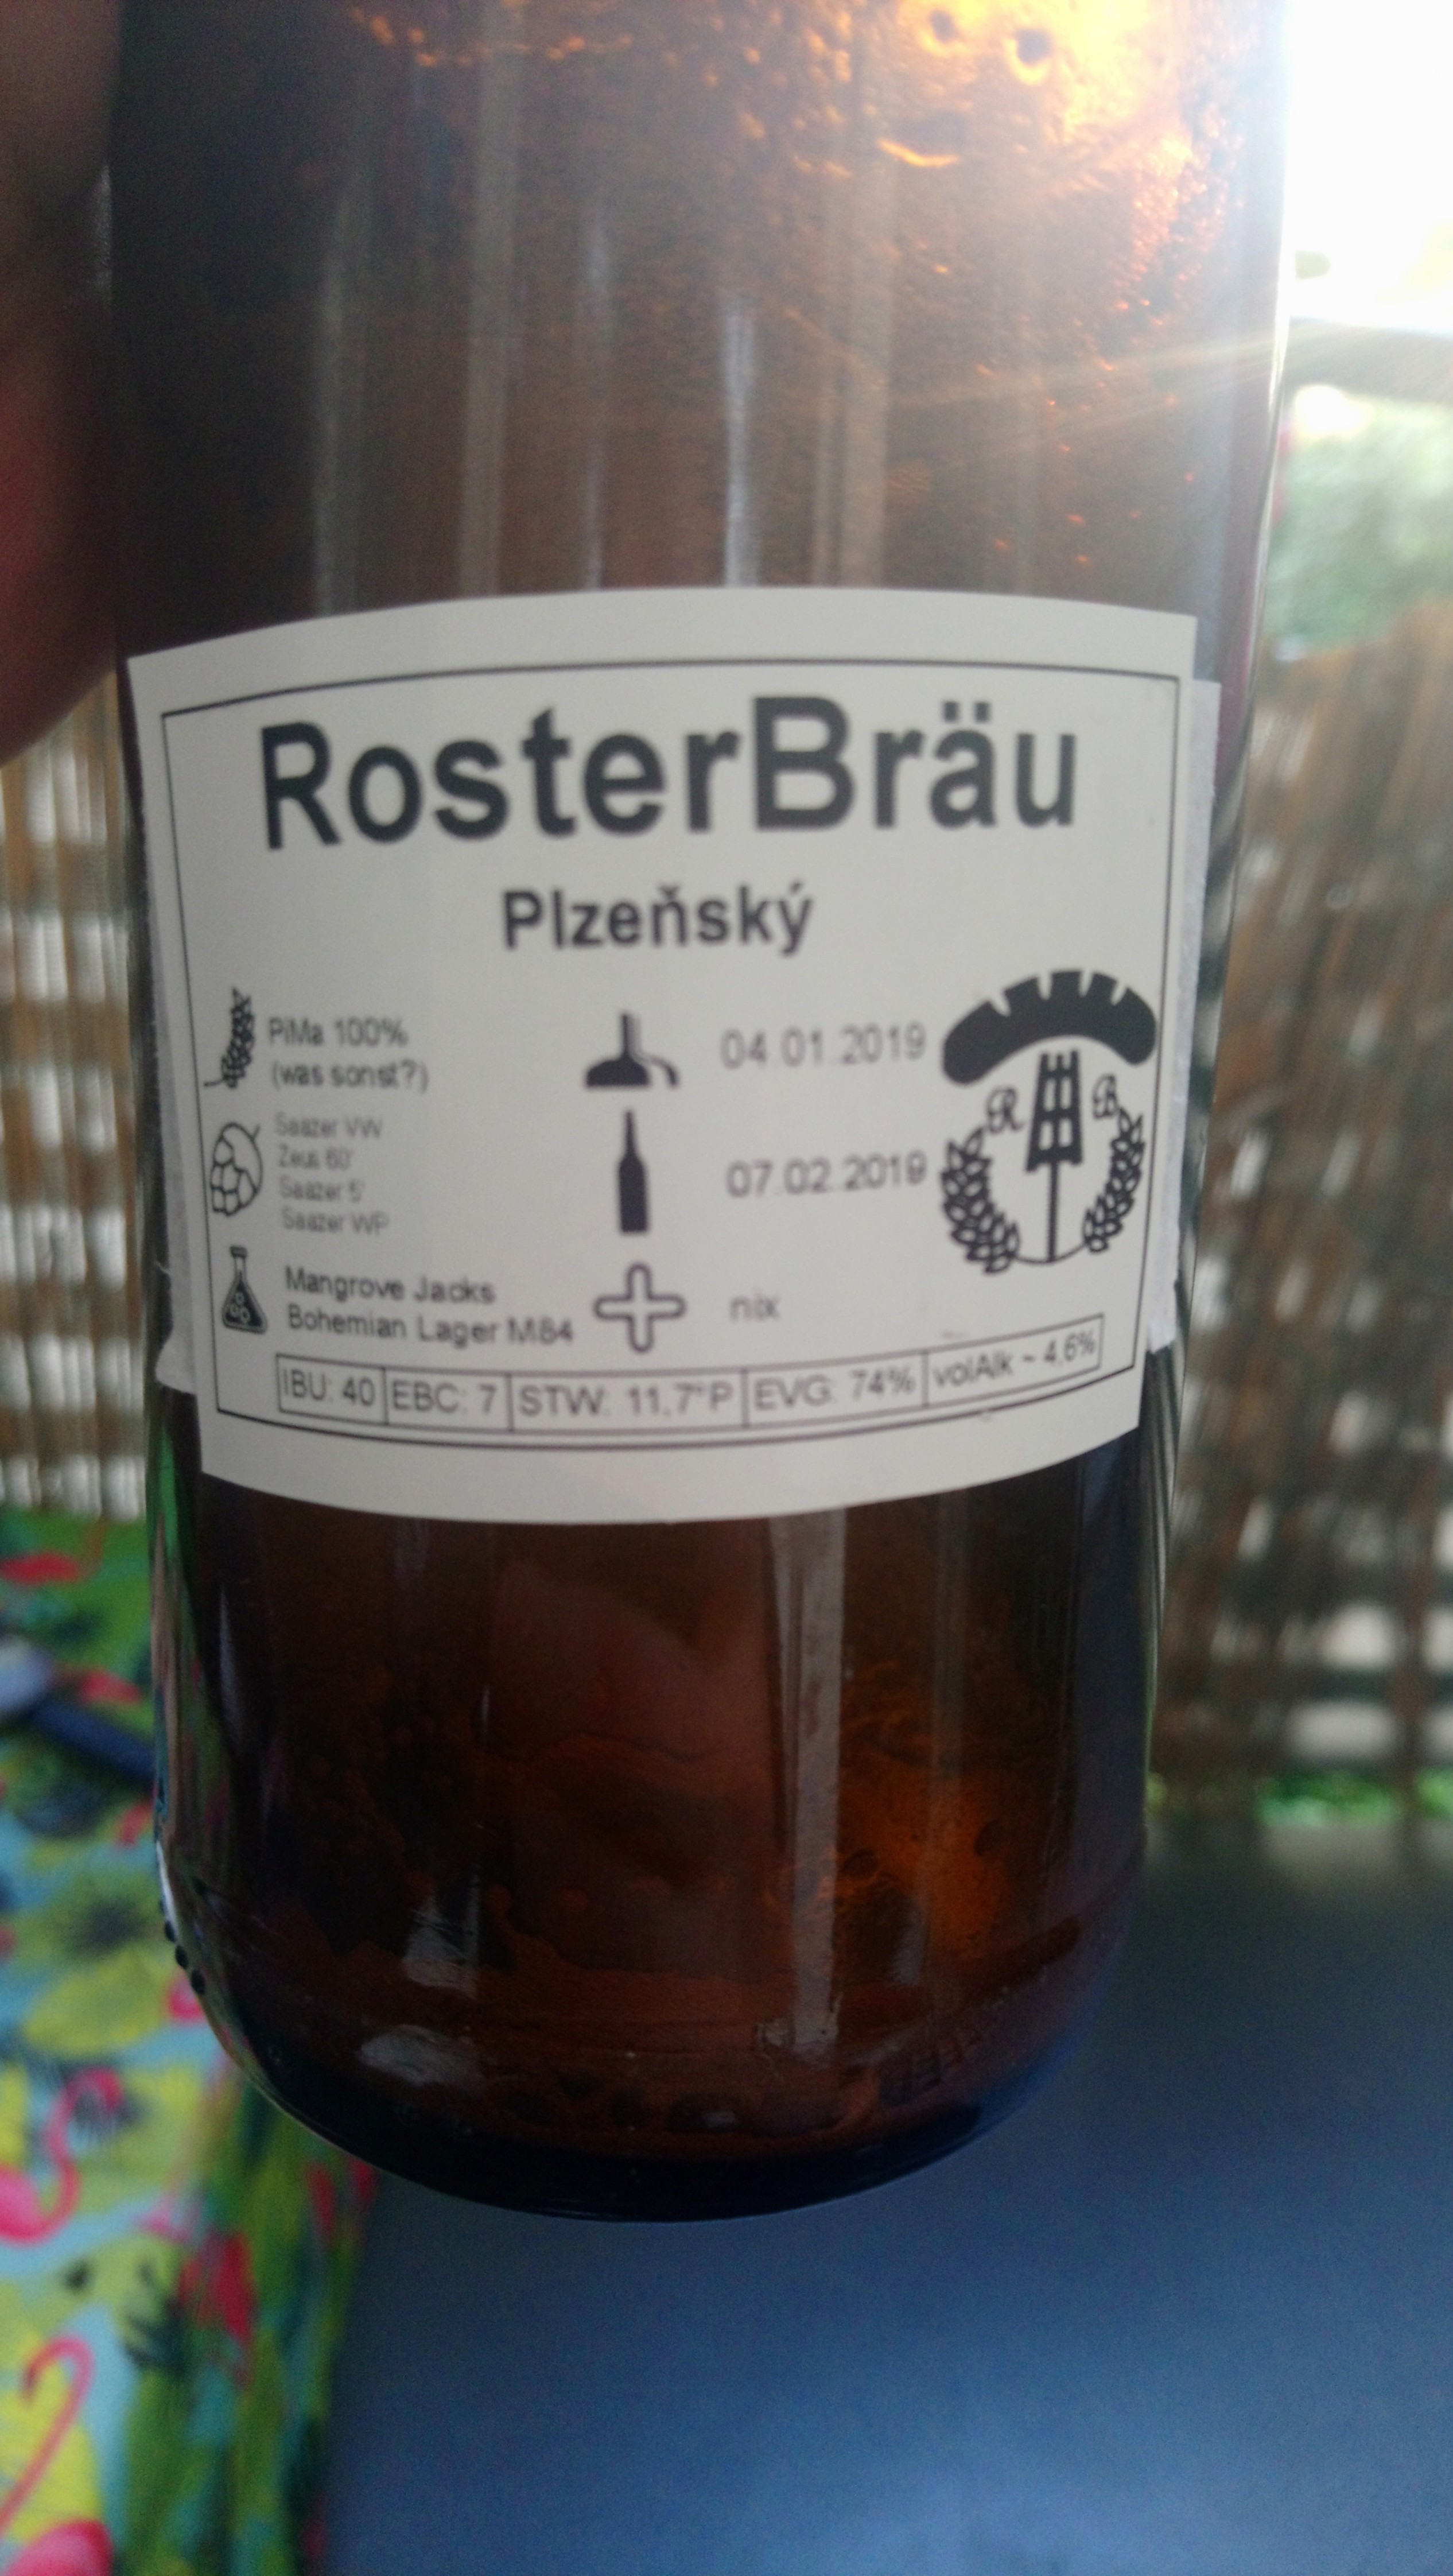 RosterBräu
Plzeňský
PiMa 100%
(was sonst?)
Saazer VW
Zeus 60'
Saazer 5'
Saazer WP
Mangrove Jacks
Bohemian Lager M84
04.01.2019
07.02.2019
nix
R B
IBU: 40 EBC: 7 STW: 11,7°P EVG: 74% volAlk ~ 4,6%